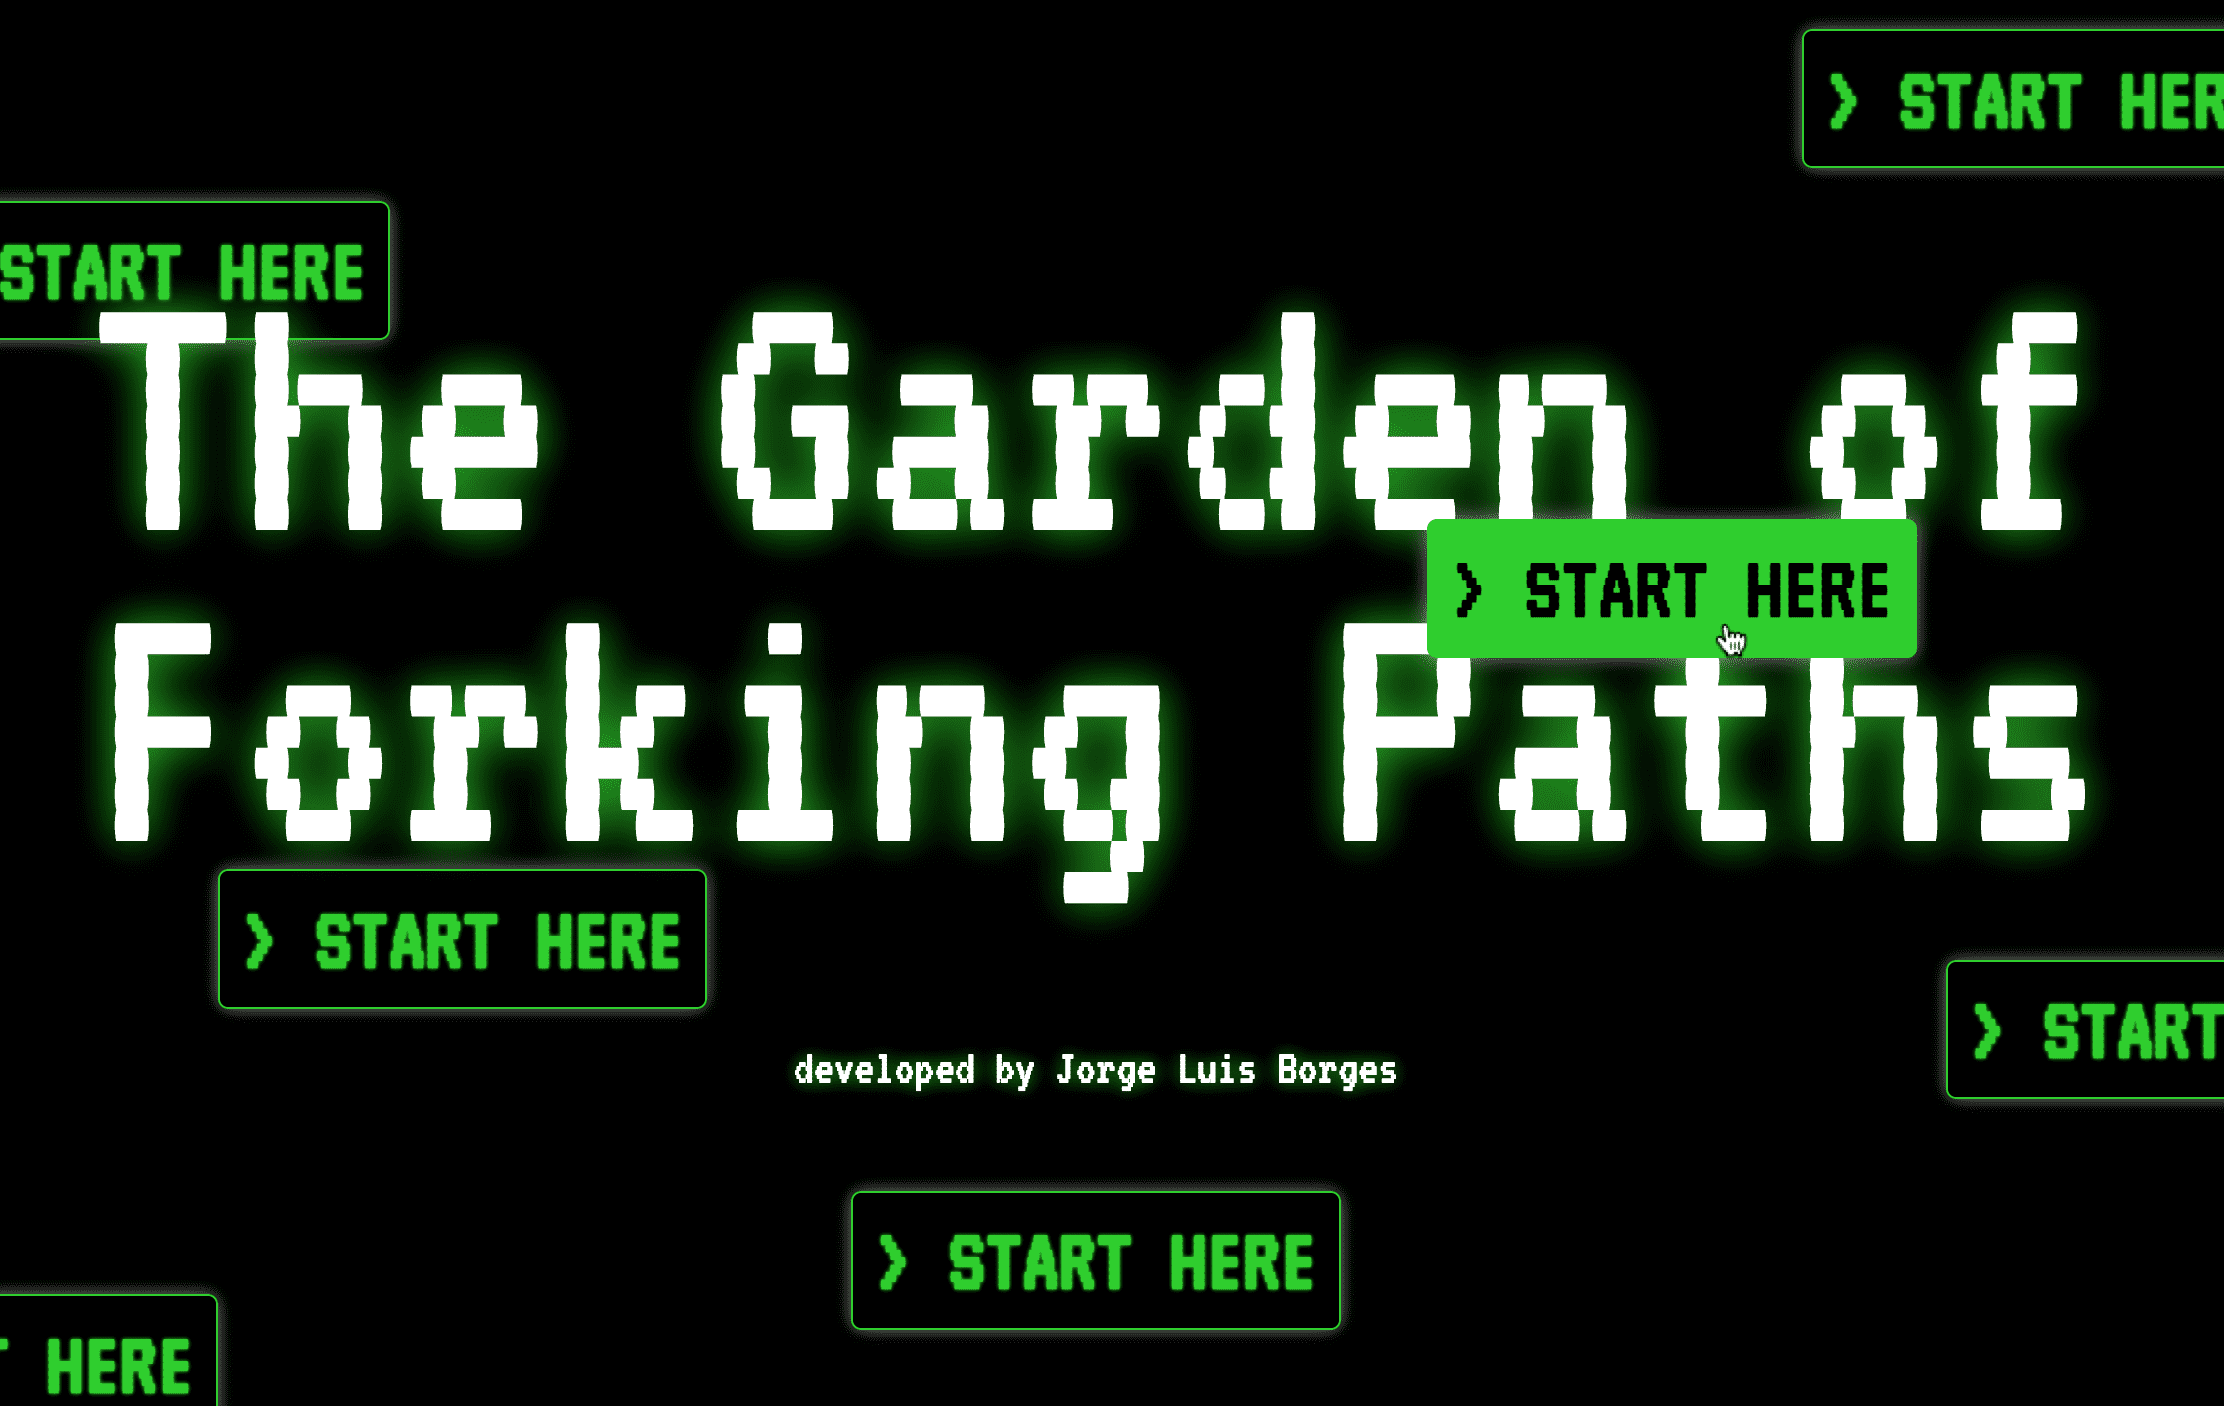 > START HER
START HERE
The Garden of
> START HERE
Forking Paths
> START HERE
> START
developed by Jorge Luis Borges
> START HERE
T HERE